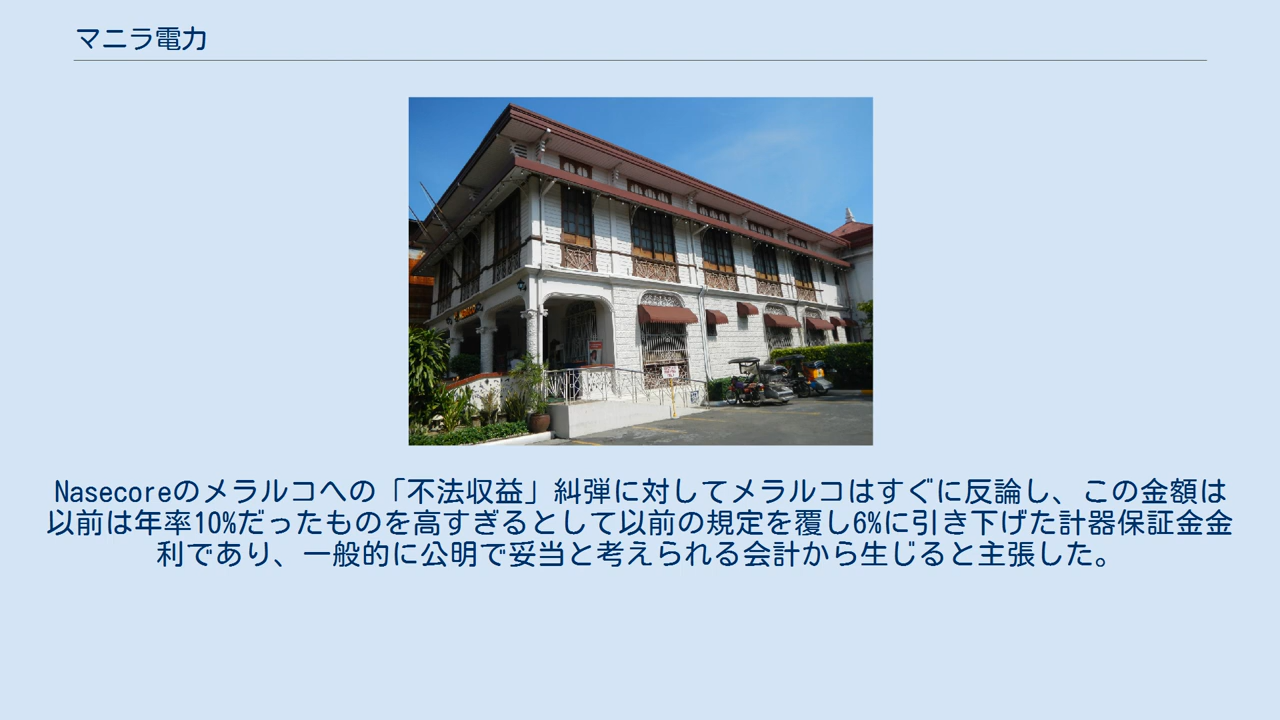 マニラ電力
Nasecoreのメラルコへの「不法収益」糾弾に対してメラルコはすぐに反論し、この金額は
以前は年率10%だったものを高すぎるとして以前の規定を覆し6%に引き下げた計器保証金金
利であり、一般的に公明で妥当と考えられる会計から生じると主張した。